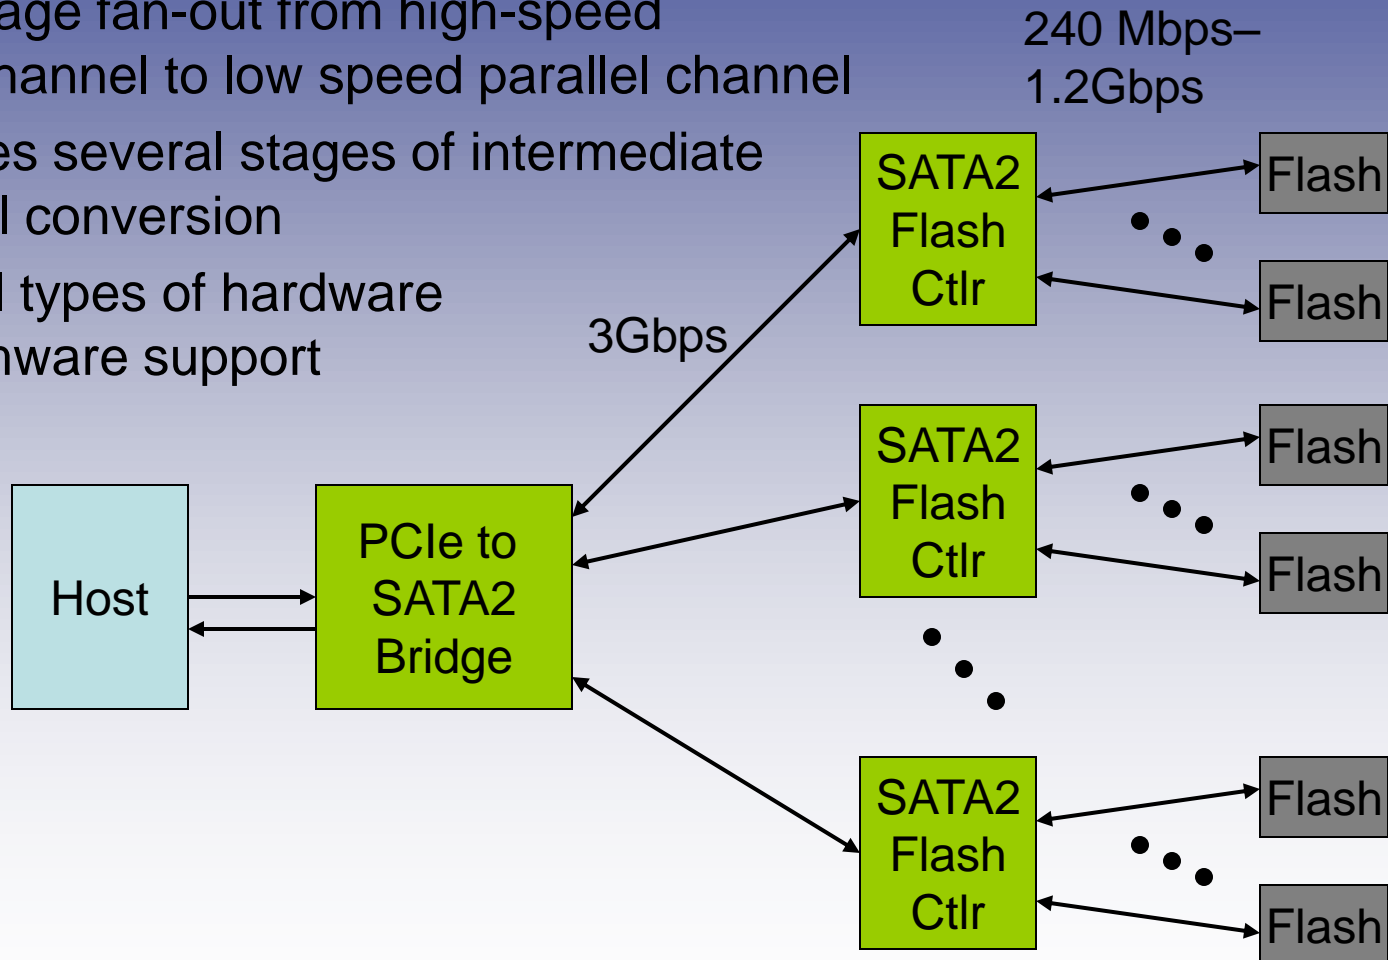 age fan-out from high-speed
hannel to low speed parallel channel
es several stages of intermediate
l conversion
l types of hardware
nware support
240 Mbps–
1.2Gbps
3Gbps
Host
PCIe to
SATA2
Bridge
SATA2
Flash
Ctlr
Flash
Flash
SATA2
Flash
Ctlr
Flash
Flash
SATA2
Flash
Ctlr
Flash
Flash